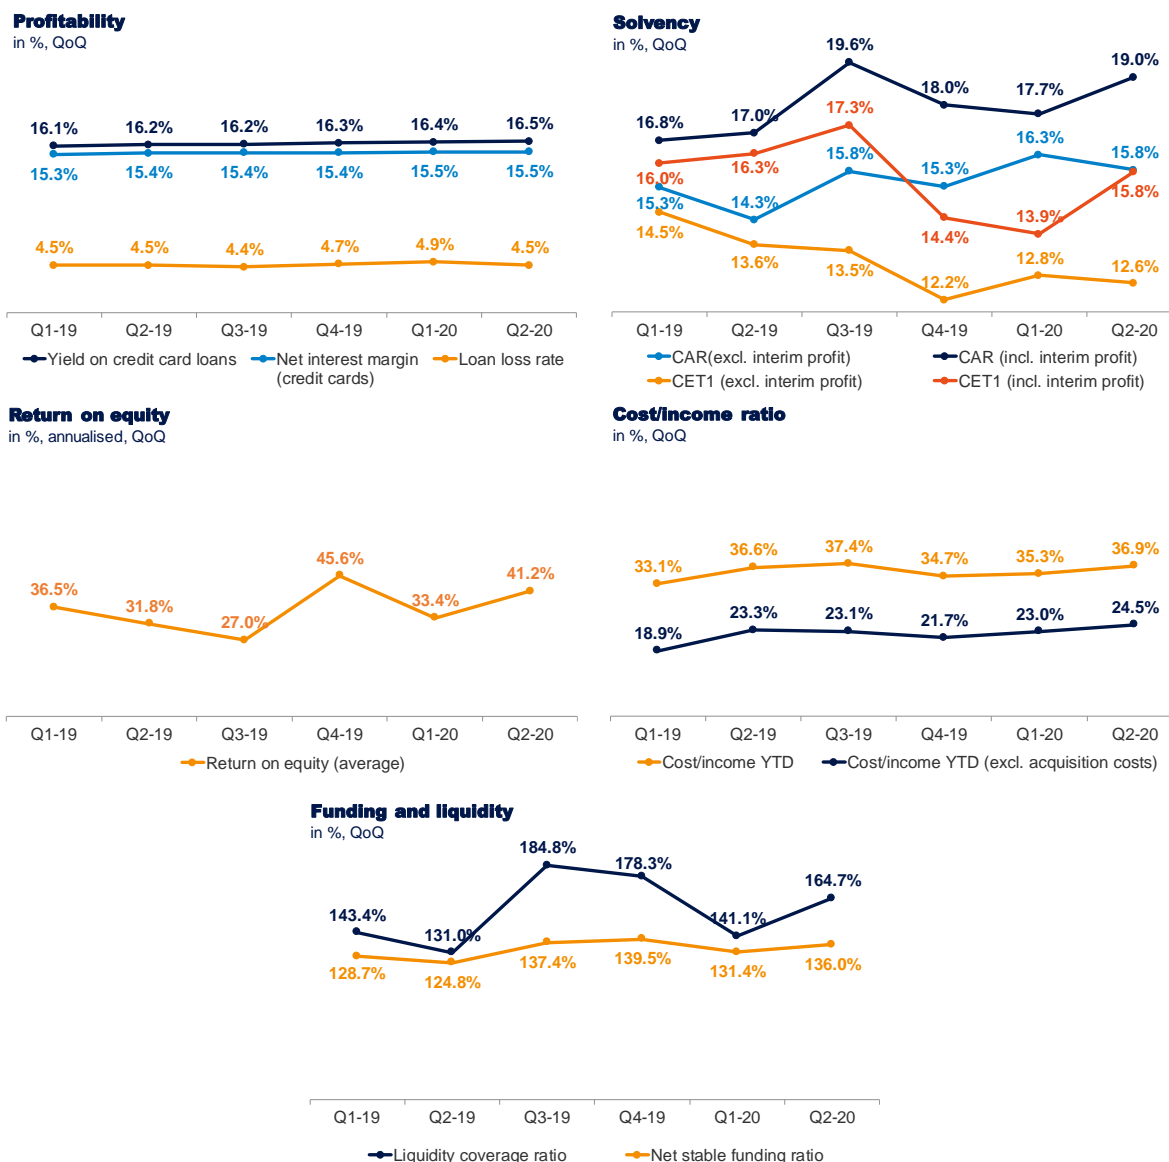 Profitability
in %, QoQ
16.1% 16.2% 16.2% 16.3% 16.4% 16.5%
15.3% 15.4% 15.4% 15.4% 15.5% 15.5%
4.5% 4.5% 4.4% 4.7% 4.9% 4.5%
Q1-19 Q2-19 Q3-19 Q4-19 Q1-20 Q2-20
Yield on credit card loans Net interest margin Loan loss rate
(credit cards)
Solvency
in %, QoQ
16.8% 17.0% 19.6% 18.0% 17.7% 19.0%
16.0% 16.3% 17.3% 14.4% 13.9% 15.8%
15.3% 14.3% 15.8% 15.3% 16.3% 15.8%
14.5% 13.6% 13.5% 12.2% 12.8% 12.6%
Q1-19 Q2-19 Q3-19 Q4-19 Q1-20 Q2-20
CAR(excl. interim profit) CAR (incl. interim profit)
CET1 (excl. interim profit) CET1 (incl. interim profit)
Return on equity
in %, annualised, QoQ
36.5% 31.8% 27.0% 45.6% 33.4% 41.2%
Q1-19 Q2-19 Q3-19 Q4-19 Q1-20 Q2-20
Return on equity (average)
Cost/income ratio
in %, QoQ
33.1% 36.6% 37.4% 34.7% 35.3% 36.9%
18.9% 23.3% 23.1% 21.7% 23.0% 24.5%
Q1-19 Q2-19 Q3-19 Q4-19 Q1-20 Q2-20
Cost/income YTD Cost/income YTD (excl. acquisition costs)
Funding and liquidity
in %, QoQ
143.4% 131.0% 184.8% 178.3% 141.1% 164.7%
128.7% 124.8% 137.4% 139.5% 131.4% 136.0%
Q1-19 Q2-19 Q3-19 Q4-19 Q1-20 Q2-20
Liquidity coverage ratio Net stable funding ratio